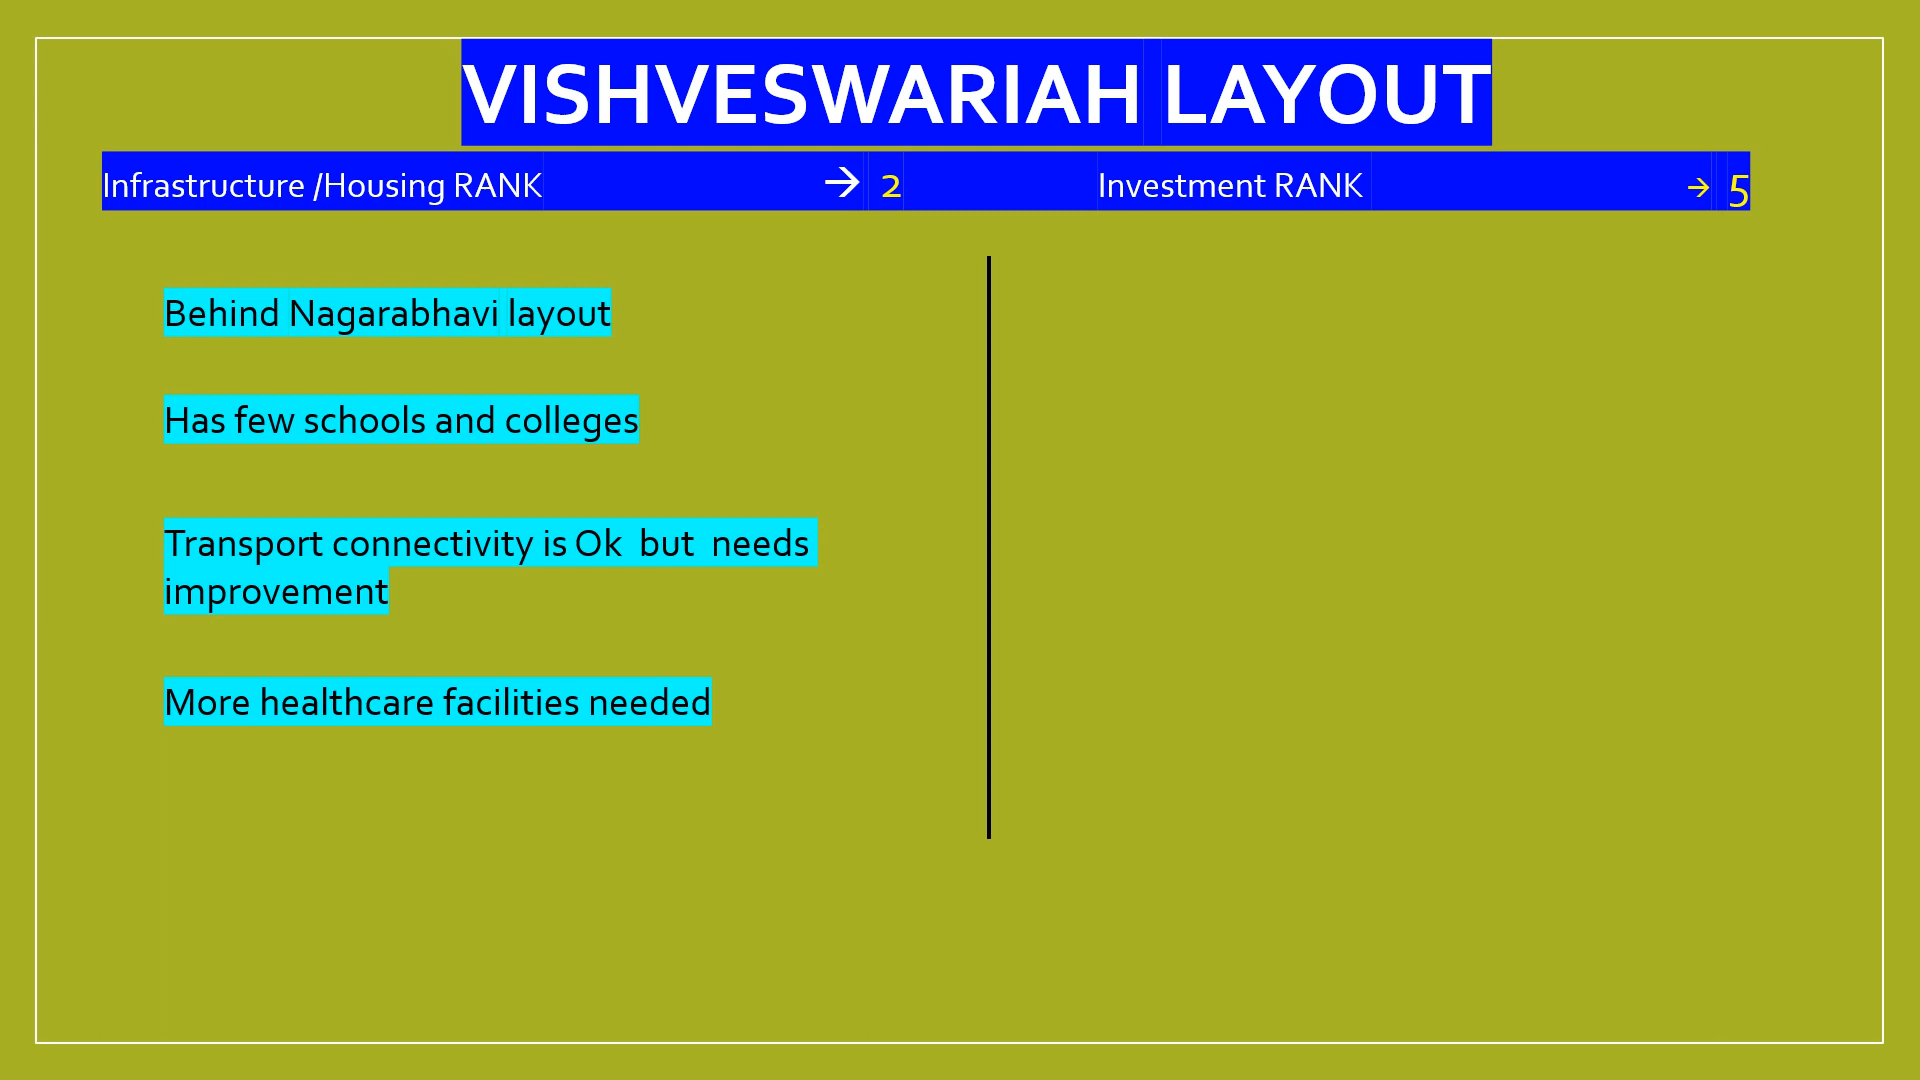 VISHVESWARIAH LAYOUT
Infrastructure /Housing RANK → 2 Investment RANK → 5
Behind Nagarabhavi layout
Has few schools and colleges
Transport connectivity is Ok but needs
improvement
More healthcare facilities needed